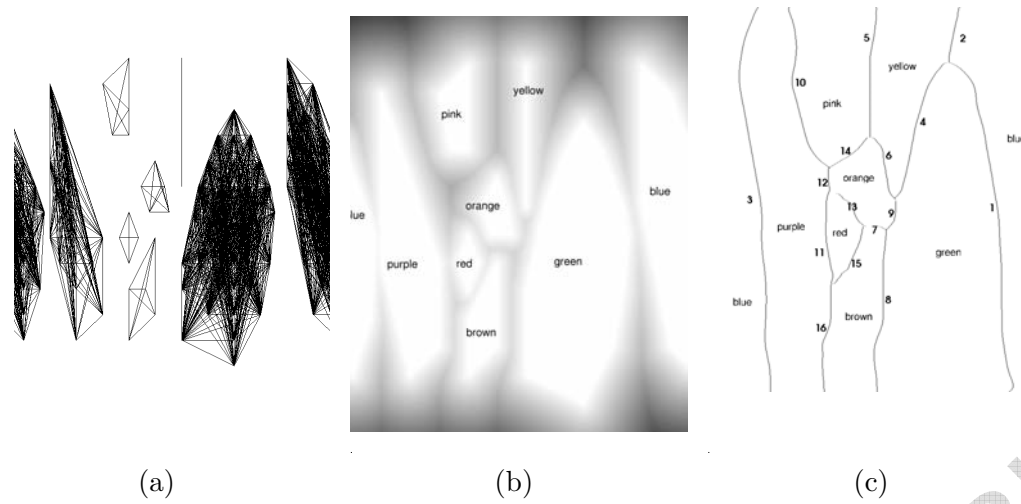 yellow
pink
blue
lue
orange
purple
red
green
brown
5
2
yellow
10
pink
4
blu
14
6
orange
12
3
13
9
1
purple
red
7
11
green
15
blue
8
brown
16
(a)
(b)
(c)